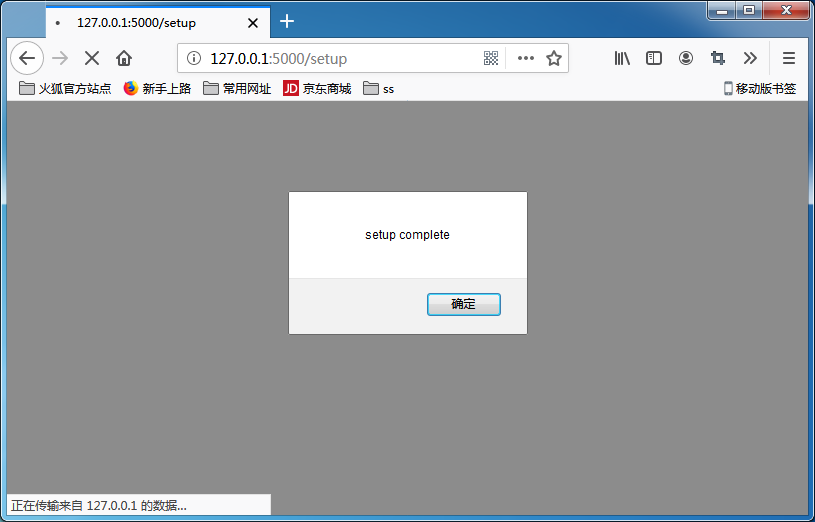 127.0.0.1:5000/setup
127.0.0.1:5000/setup
火狐官方站点 新手上路 常用网址 JD 京东商城 ss 移动版书签
setup complete
确定
正在传输来自 127.0.0.1 的数据...